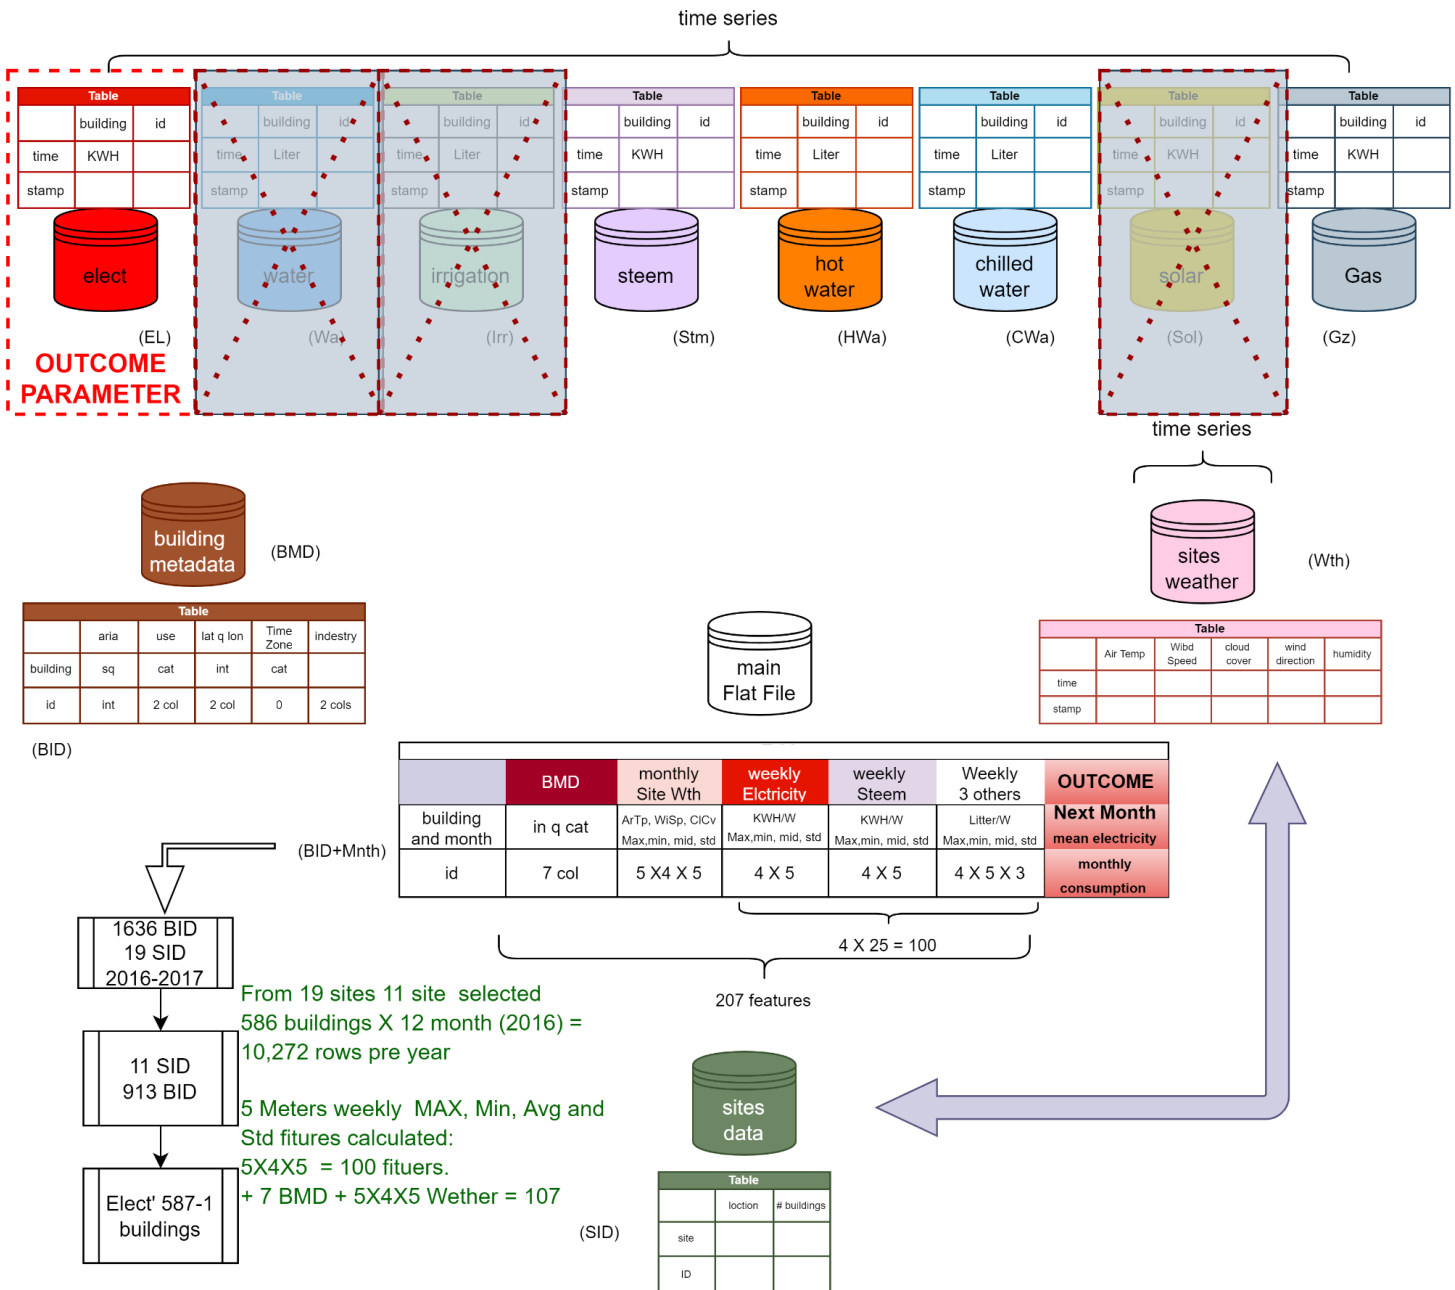 time series
Table
building id
time KWH
stamp
elect
(EL)
OUTCOME
PARAMETER
Table
building id
time Liter
stamp
water
(Wa)
Table
building id
time Liter
stamp
irrigation
(Irr)
Table
building id
time KWH
stamp
steem
(Stm)
Table
building id
time Liter
stamp
hot
water
(HWa)
Table
building id
time Liter
stamp
chilled
water
(CWa)
Table
building id
time KWH
stamp
solar
(Sol)
Table
building id
time KWH
stamp
Gas
(Gz)
time series
sites
weather
(Wth)
Table
Air Temp Wibd Speed cloud cover wind direction humidity
time
stamp
building
metadata
(BMD)
Table
aria use lat q lon Time Zone indestry
building sq cat int cat
id int 2 col 2 col 0 2 cols
(BID)
main
Flat File
BMD monthly Site Wth weekly Elctricity weekly Steem Weekly 3 others OUTCOME
building and month in q cat ArTp, WiSp, ClCv Max,min, mid, std KWH/W Max,min, mid, std KWH/W Max,min, mid, std Litter/W Max,min, mid, std Next Month mean electricity
id 7 col 5 X4 X 5 4 X 5 4 X 5 4 X 5 X 3 monthly consumption
(BID+Mnth)
4 X 25 = 100
207 features
1636 BID
19 SID
2016-2017
11 SID
913 BID
Elect' 587-1
buildings
From 19 sites 11 site selected
586 buildings X 12 month (2016) =
10,272 rows pre year
5 Meters weekly MAX, Min, Avg and
Std fitures calculated:
5X4X5 = 100 fituers.
+ 7 BMD + 5X4X5 Wether = 107
sites
data
(SID)
Table
loction # buildings
site
ID